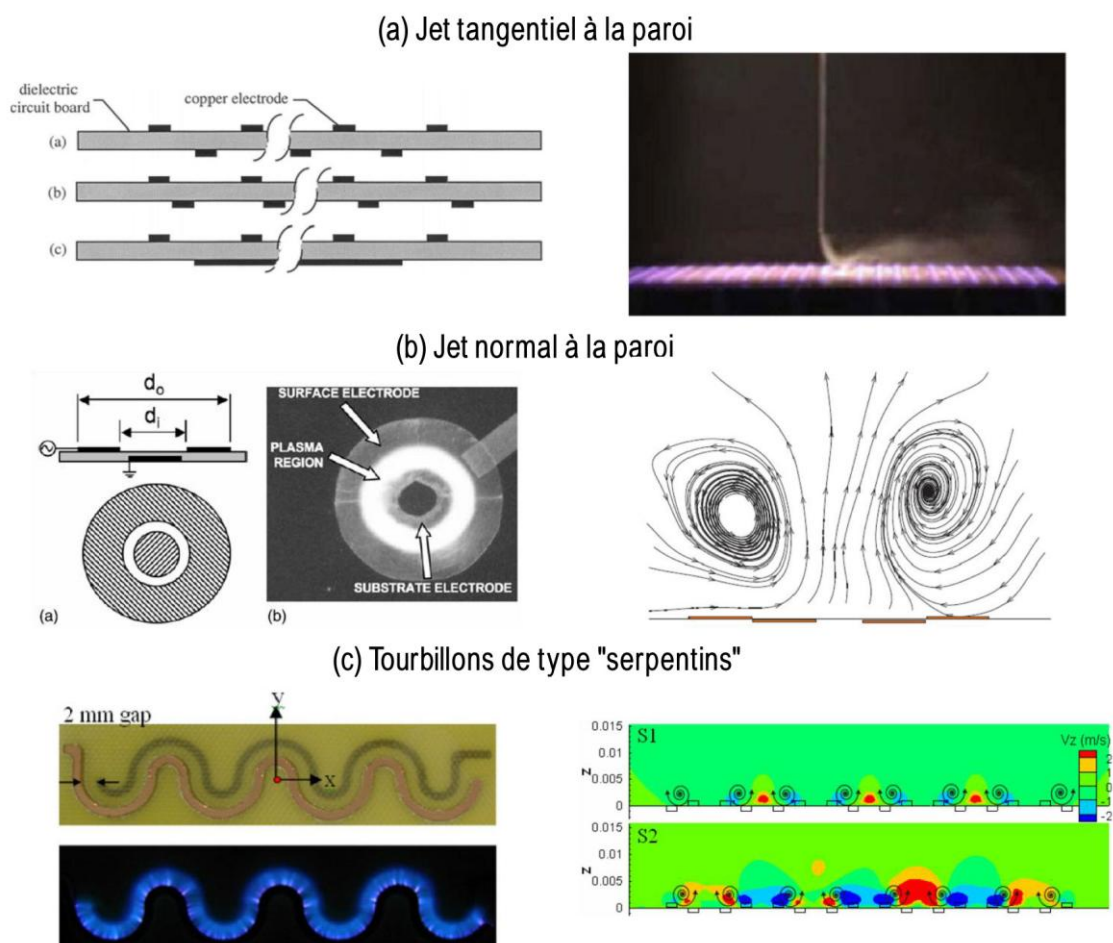 (a) Jet tangentiel à la paroi
dielectric
circuit board
copper electrode
(a)
(b)
(c)
(b) Jet normal à la paroi
do
di
(a)
SURFACE ELECTRODE
PLASMA
REGION
SUBSTRATE ELECTRODE
(b)
(c) Tourbillons de type "serpentins"
2 mm gap
y
x
0.015
S1
Vz (m/s)
2
1
0
-1
-2
0.01
Z
0.005
0
0.015
S2
0.01
Z
0.005
0